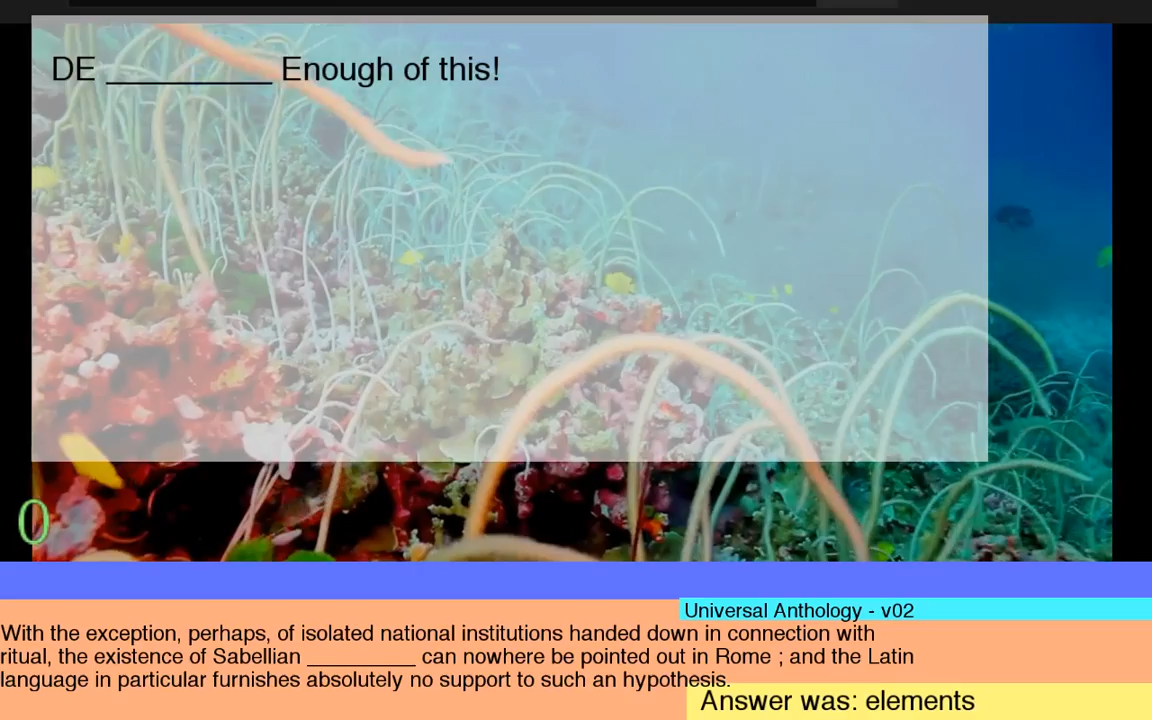 DE __________ Enough of this!
0
Universal Anthology - v02
With the exception, perhaps, of isolated national institutions handed down in connection with
ritual, the existence of Sabellian __________ can nowhere be pointed out in Rome ; and the Latin
language in particular furnishes absolutely no support to such an hypothesis.
Answer was: elements